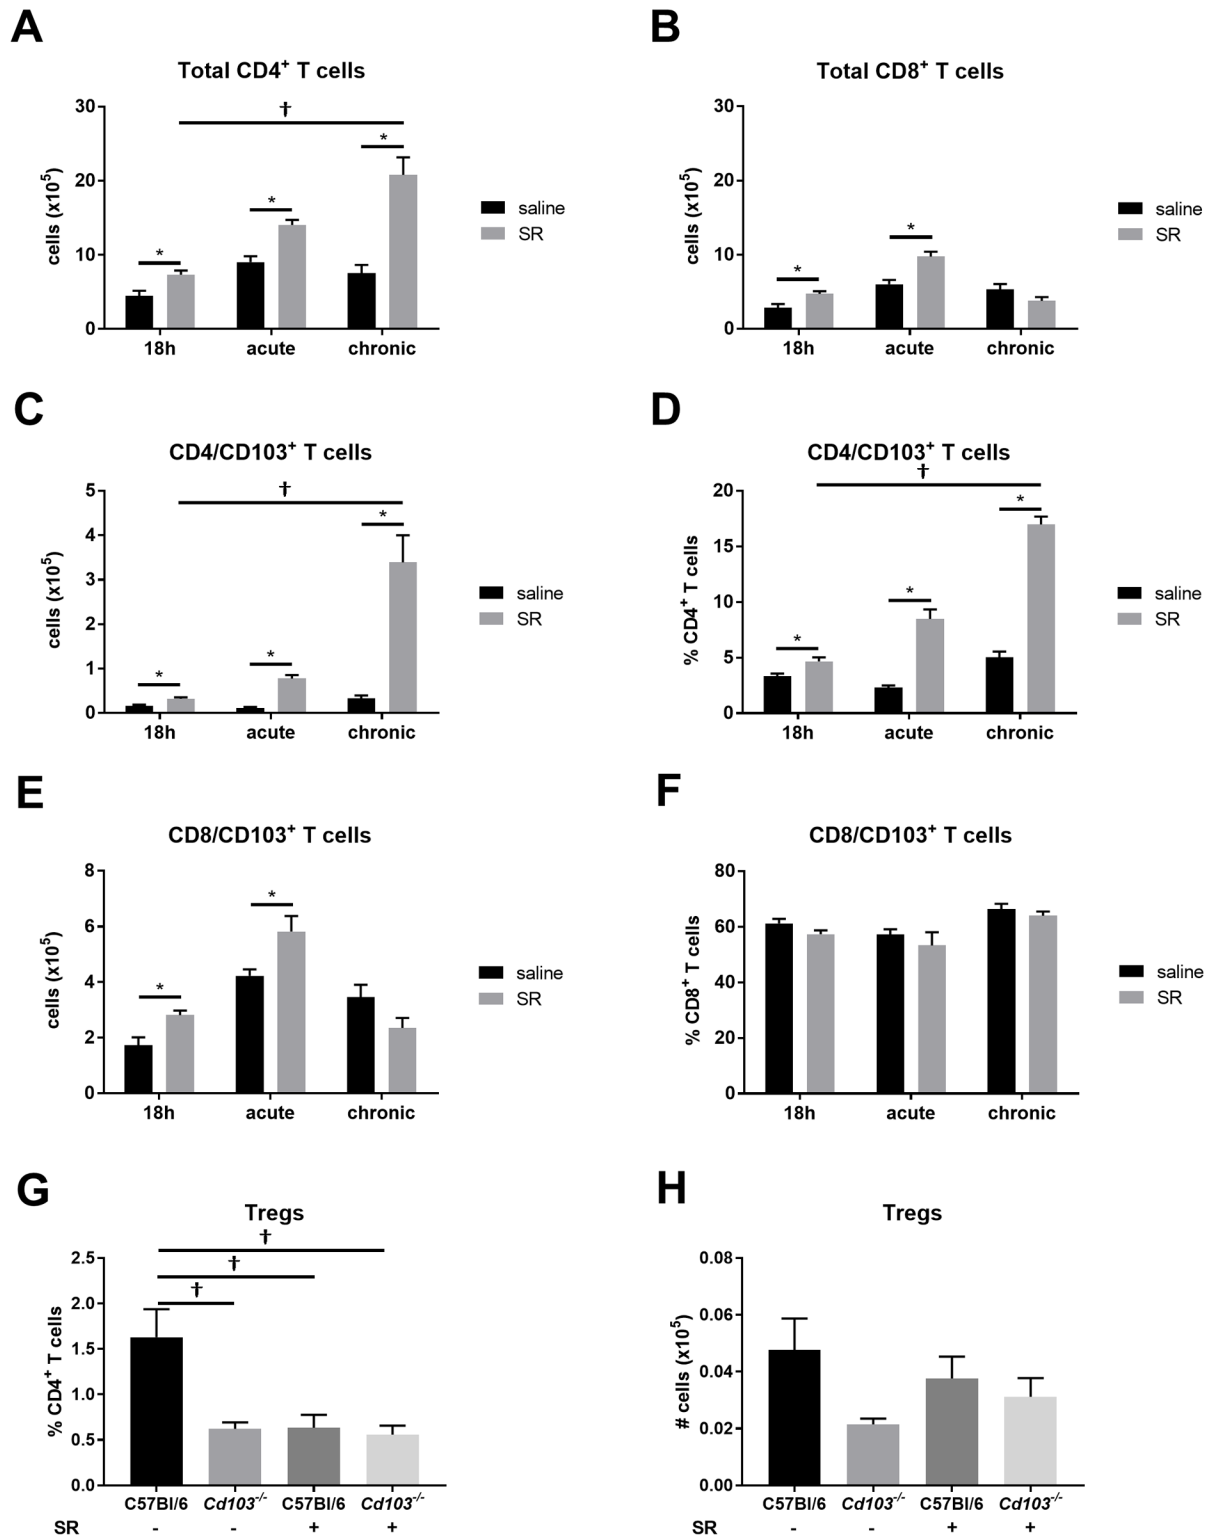 A
Total CD4+ T cells
†
*
*
*
30
20
10
0
cells (x10^5)
18h acute chronic
saline
SR
B
Total CD8+ T cells
*
*
30
20
10
0
cells (x10^5)
18h acute chronic
saline
SR
C
CD4/CD103+ T cells
†
*
*
*
5
4
3
2
1
0
cells (x10^5)
18h acute chronic
saline
SR
D
CD4/CD103+ T cells
†
*
*
*
20
15
10
5
0
% CD4+ T cells
18h acute chronic
saline
SR
E
CD8/CD103+ T cells
*
*
8
6
4
2
0
cells (x10^5)
18h acute chronic
saline
SR
F
CD8/CD103+ T cells
80
60
40
20
0
% CD8+ T cells
18h acute chronic
saline
SR
G
Tregs
†
†
†
2.5
2.0
1.5
1.0
0.5
0.0
% CD4+ T cells
C57Bl/6 Cd103-/- C57Bl/6 Cd103-/-
SR - - + +
H
Tregs
0.08
0.06
0.04
0.02
0.00
# cells (x10^5)
C57Bl/6 Cd103-/- C57Bl/6 Cd103-/-
SR - - + +